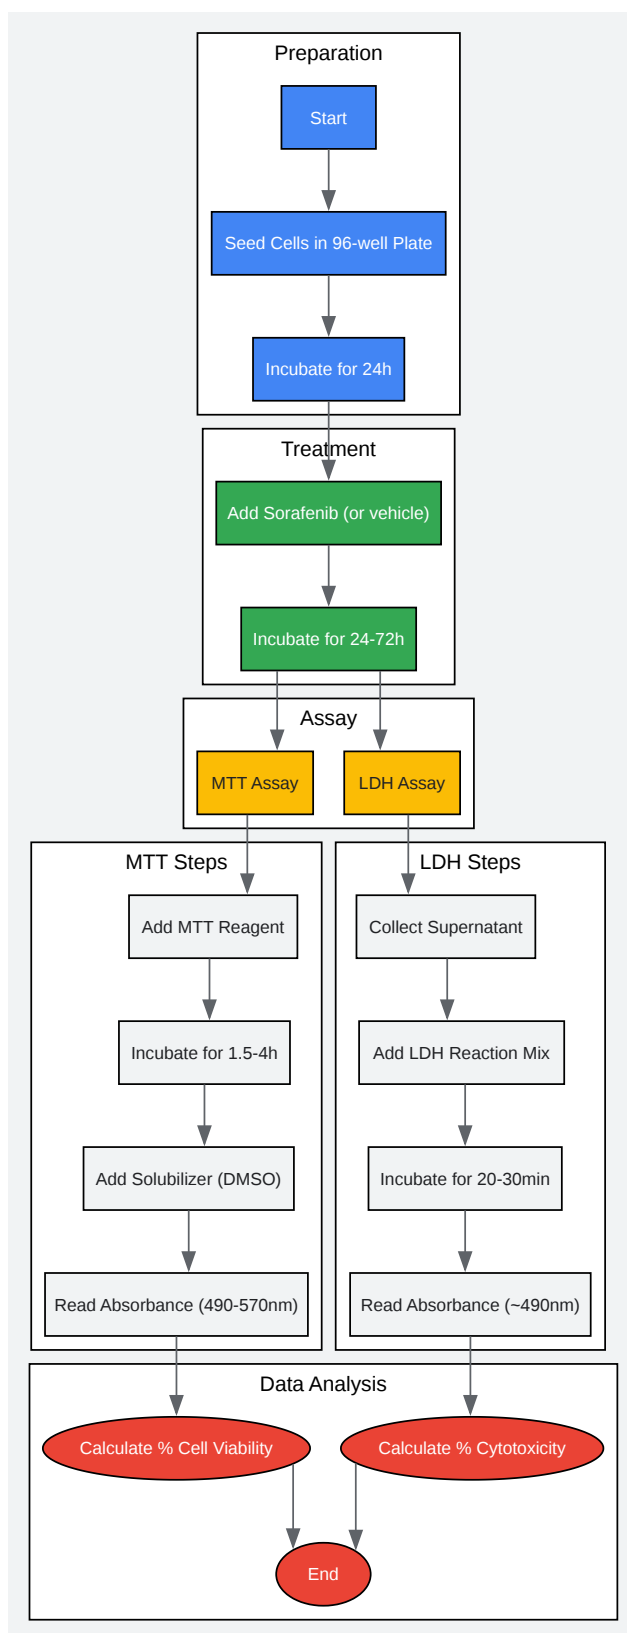 Preparation
Start
Seed Cells in 96-well Plate
Incubate for 24h
Treatment
Add Sorafenib (or vehicle)
Incubate for 24-72h
Assay
MTT Assay
LDH Assay
MTT Steps
Add MTT Reagent
Incubate for 1.5-4h
Add Solubilizer (DMSO)
Read Absorbance (490-570nm)
LDH Steps
Collect Supernatant
Add LDH Reaction Mix
Incubate for 20-30min
Read Absorbance (~490nm)
Data Analysis
Calculate % Cell Viability
Calculate % Cytotoxicity
End